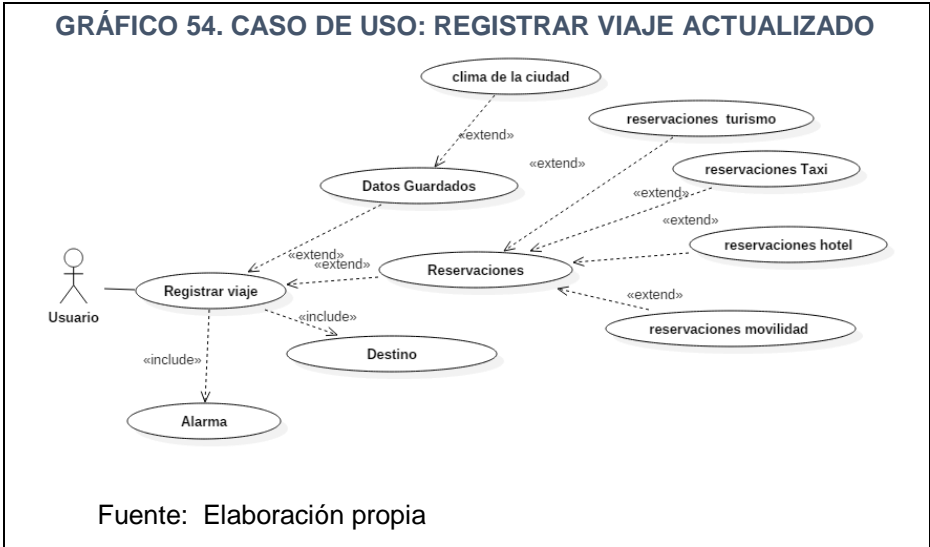 GRÁFICO 54. CASO DE USO: REGISTRAR VIAJE ACTUALIZADO
clima de la ciudad
«extend»
reservaciones turismo
«extend»
reservaciones Taxi
Datos Guardados
«extend»
«extend»
reservaciones hotel
«extend»
«extend»
Reservaciones
Registrar viaje
Usuario
«extend»
«include»
reservaciones movilidad
Destino
«include»
Alarma
Fuente: Elaboración propia